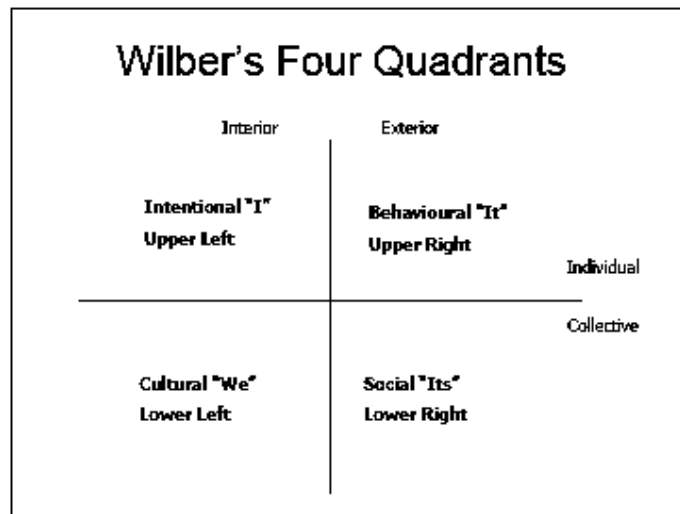 Wilber's Four Quadrants
Interior Exterior
Intentional "I"
Upper Left
Behavioural "It"
Upper Right
Individual
Collective
Cultural "We"
Lower Left
Social "Its"
Lower Right